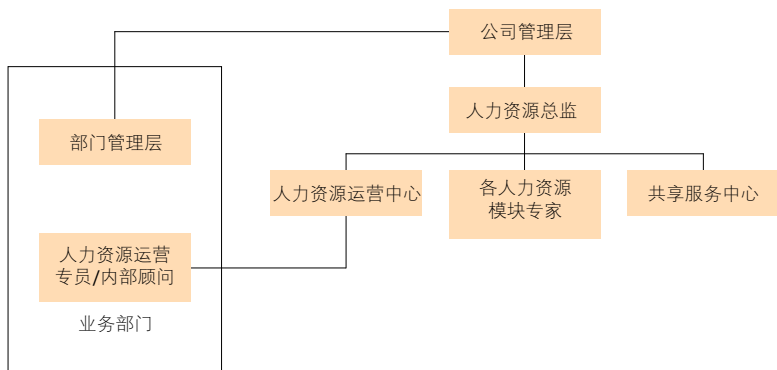 公司管理层
人力资源总监
部门管理层
人力资源运营中心
各人力资源
模块专家
共享服务中心
人力资源运营
专员/内部顾问
业务部门